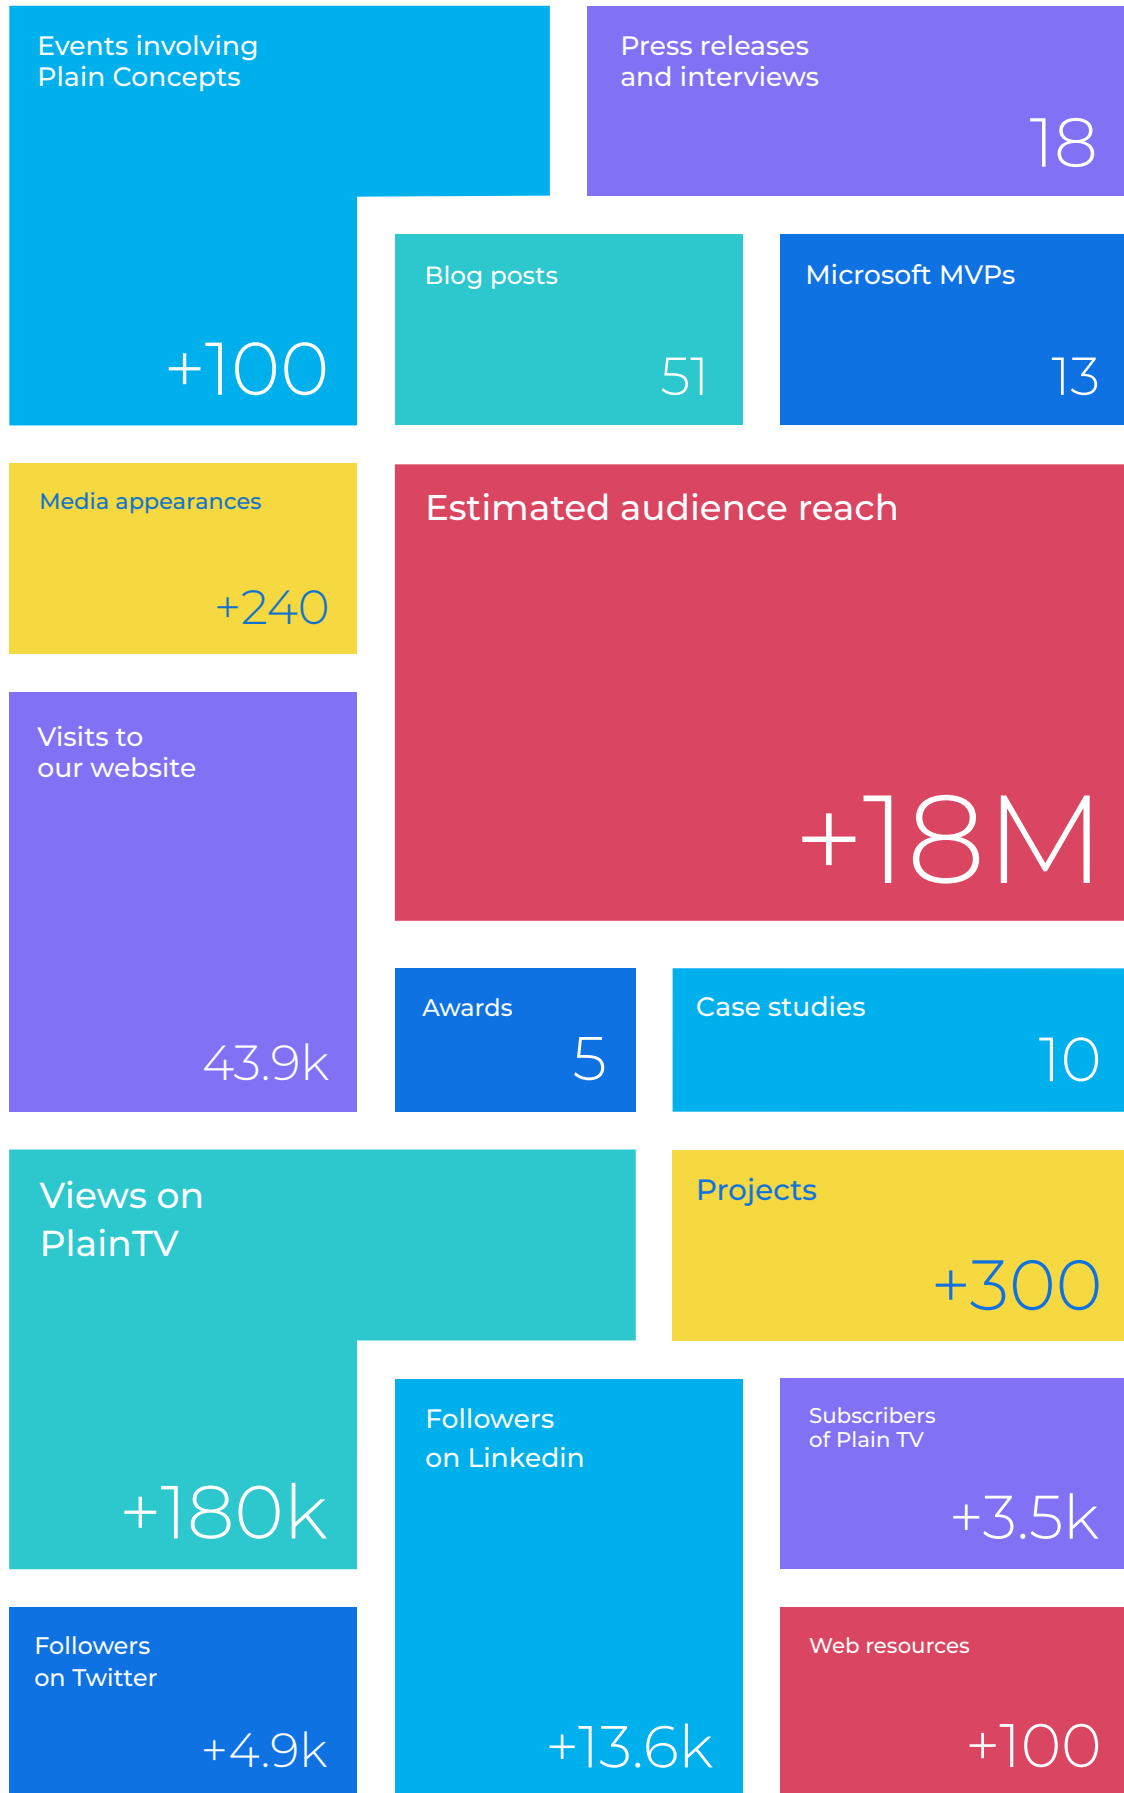 Events involving
Plain Concepts
+100
Press releases
and interviews
18
Blog posts
51
Microsoft MVPs
13
Media appearances
+240
Estimated audience reach
+18M
Visits to
our website
43.9k
Awards
5
Case studies
10
Views on
PlainTV
+180k
Projects
+300
Followers
on Linkedin
+13.6k
Subscribers
of Plain TV
+3.5k
Followers
on Twitter
+4.9k
Web resources
+100